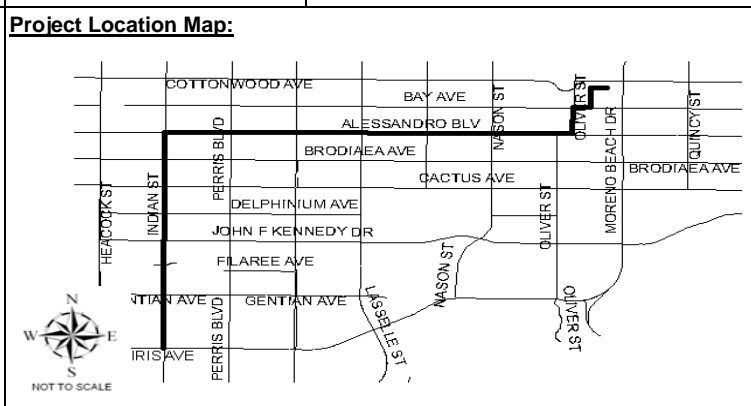 Project Location Map:
COTTONWOOD AVE
BAY AVE
NASON ST
OLIVER ST
ALESSANDRO BLV
PERRIS BLVD
BRODIAEA AVE
MORENO BEACH DR
QUINCY ST
BRODIAEA AVE
CACTUS AVE
HEACOCK ST
INDIAN ST
DELPHINIUM AVE
OLIVER ST
JOHN F KENNEDY DR
FILAREE AVE
NASON ST
NTIAN AVE
GENTIAN AVE
LASSELLE ST
OLIVER ST
PERRIS BLVD
IRIS AVE
N
W
E
S
NOT TO SCALE